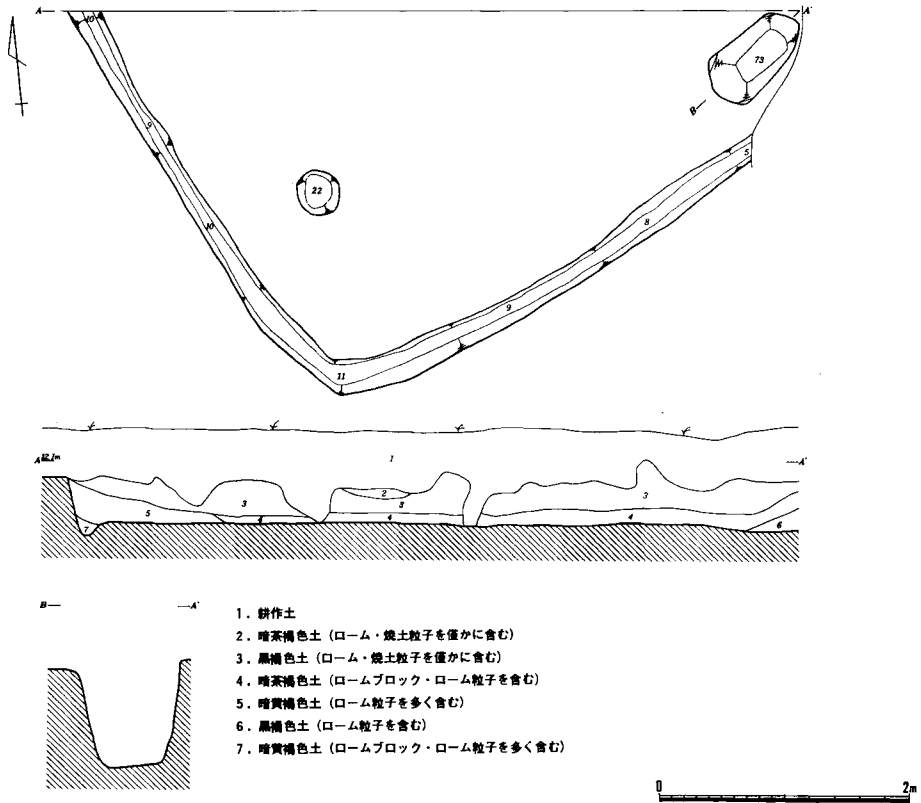 A A'
10
73
B
9
5
22
10
8
9
11
1
A A'
2
3 3 3
5 4 4 4
7 6
B A'
1．耕作土
2．暗茶褐色土（ローム・焼土粒子を僅かに含む）
3．黒褐色土（ローム・焼土粒子を僅かに含む）
4．暗茶褐色土（ロームブロック・ローム粒子を含む）
5．暗黄褐色土（ローム粒子を多く含む）
6．黒褐色土（ローム粒子を含む）
7．暗黄褐色土（ロームブロック・ローム粒子を多く含む）
0 2m